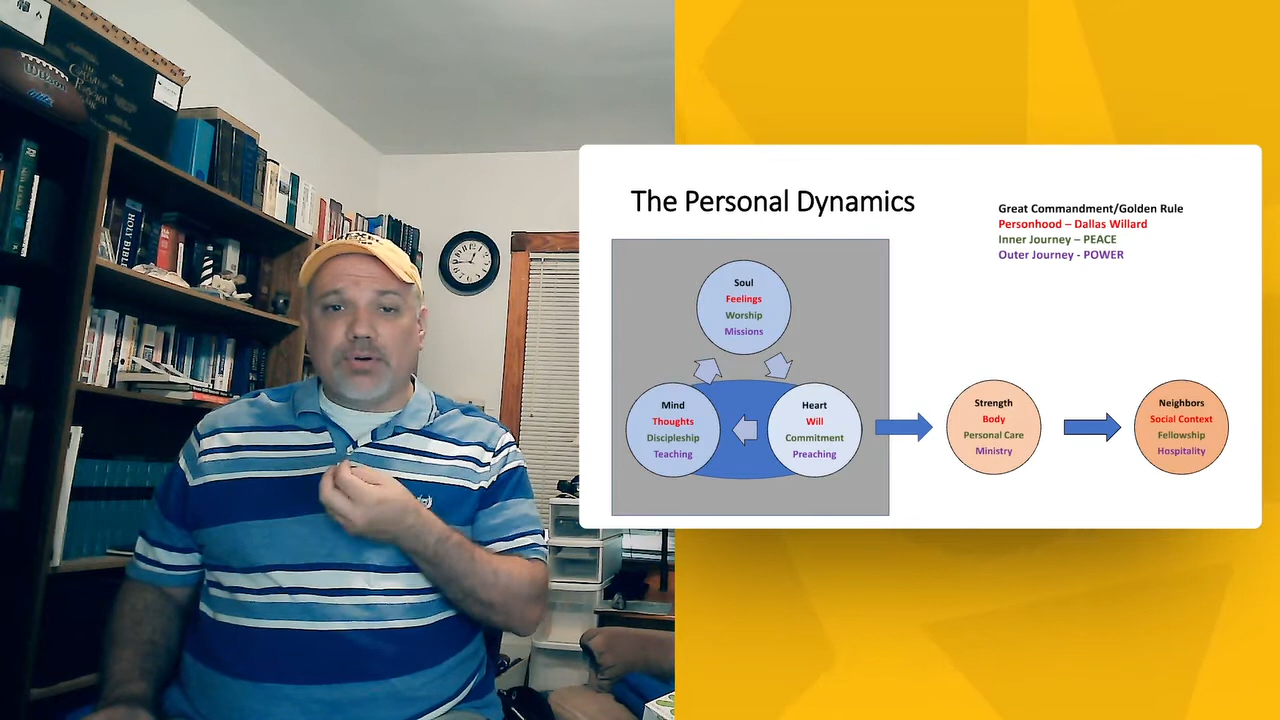 Wilson
HOLY BIBLE
The Personal Dynamics
Great Commandment/Golden Rule
Personhood – Dallas Willard
Inner Journey – PEACE
Outer Journey - POWER
Soul
Feelings
Worship
Missions
Mind
Thoughts
Discipleship
Teaching
Heart
Will
Commitment
Preaching
Strength
Body
Personal Care
Ministry
Neighbors
Social Context
Fellowship
Hospitality